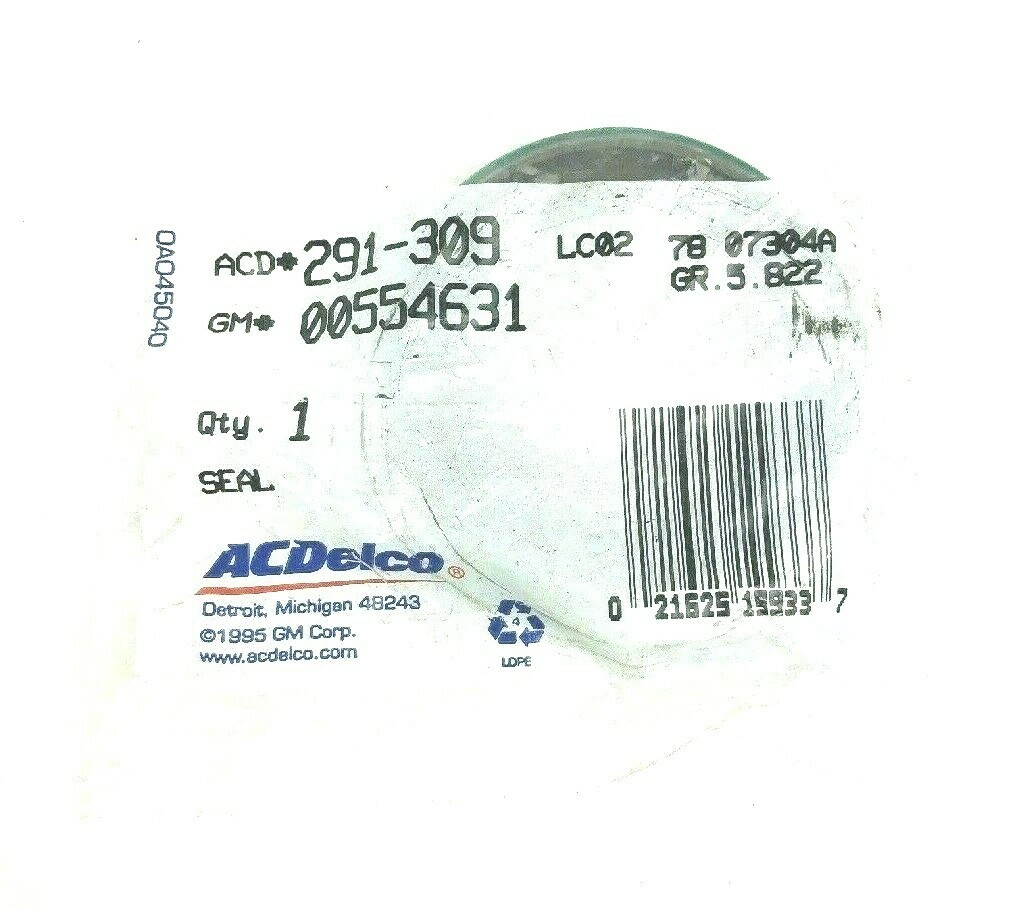 0A045040
ACD# 291-309
GM# 00554631
LC02 78 07304A
GR.5.822
Qty. 1
SEAL
ACDelco®
Detroit, Michigan 48243
©1995 GM Corp.
www.acdelco.com
4
LDPE
0 21625 15933 7